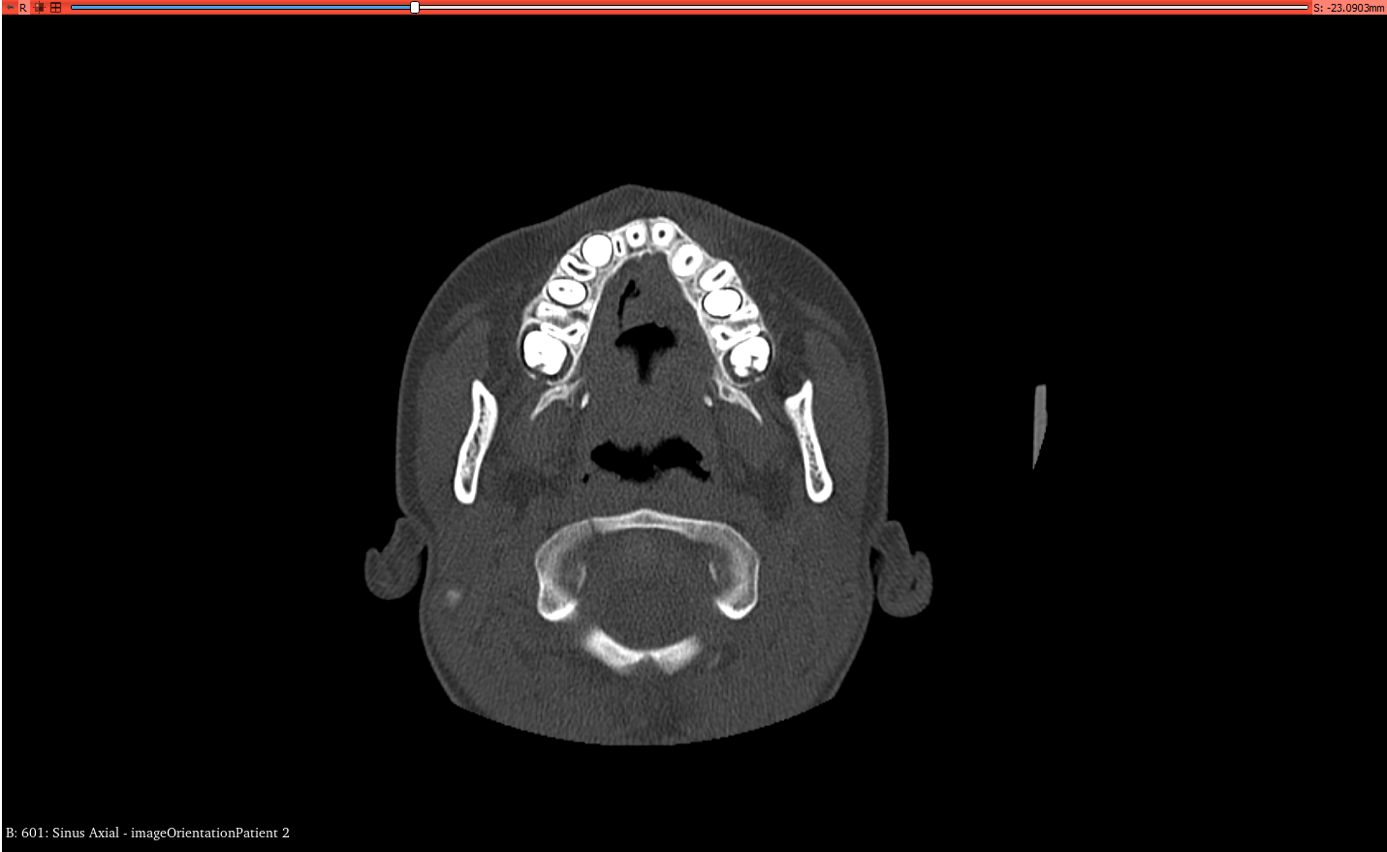 R
S: -23.0903mm
B: 601: Sinus Axial - imageOrientationPatient 2